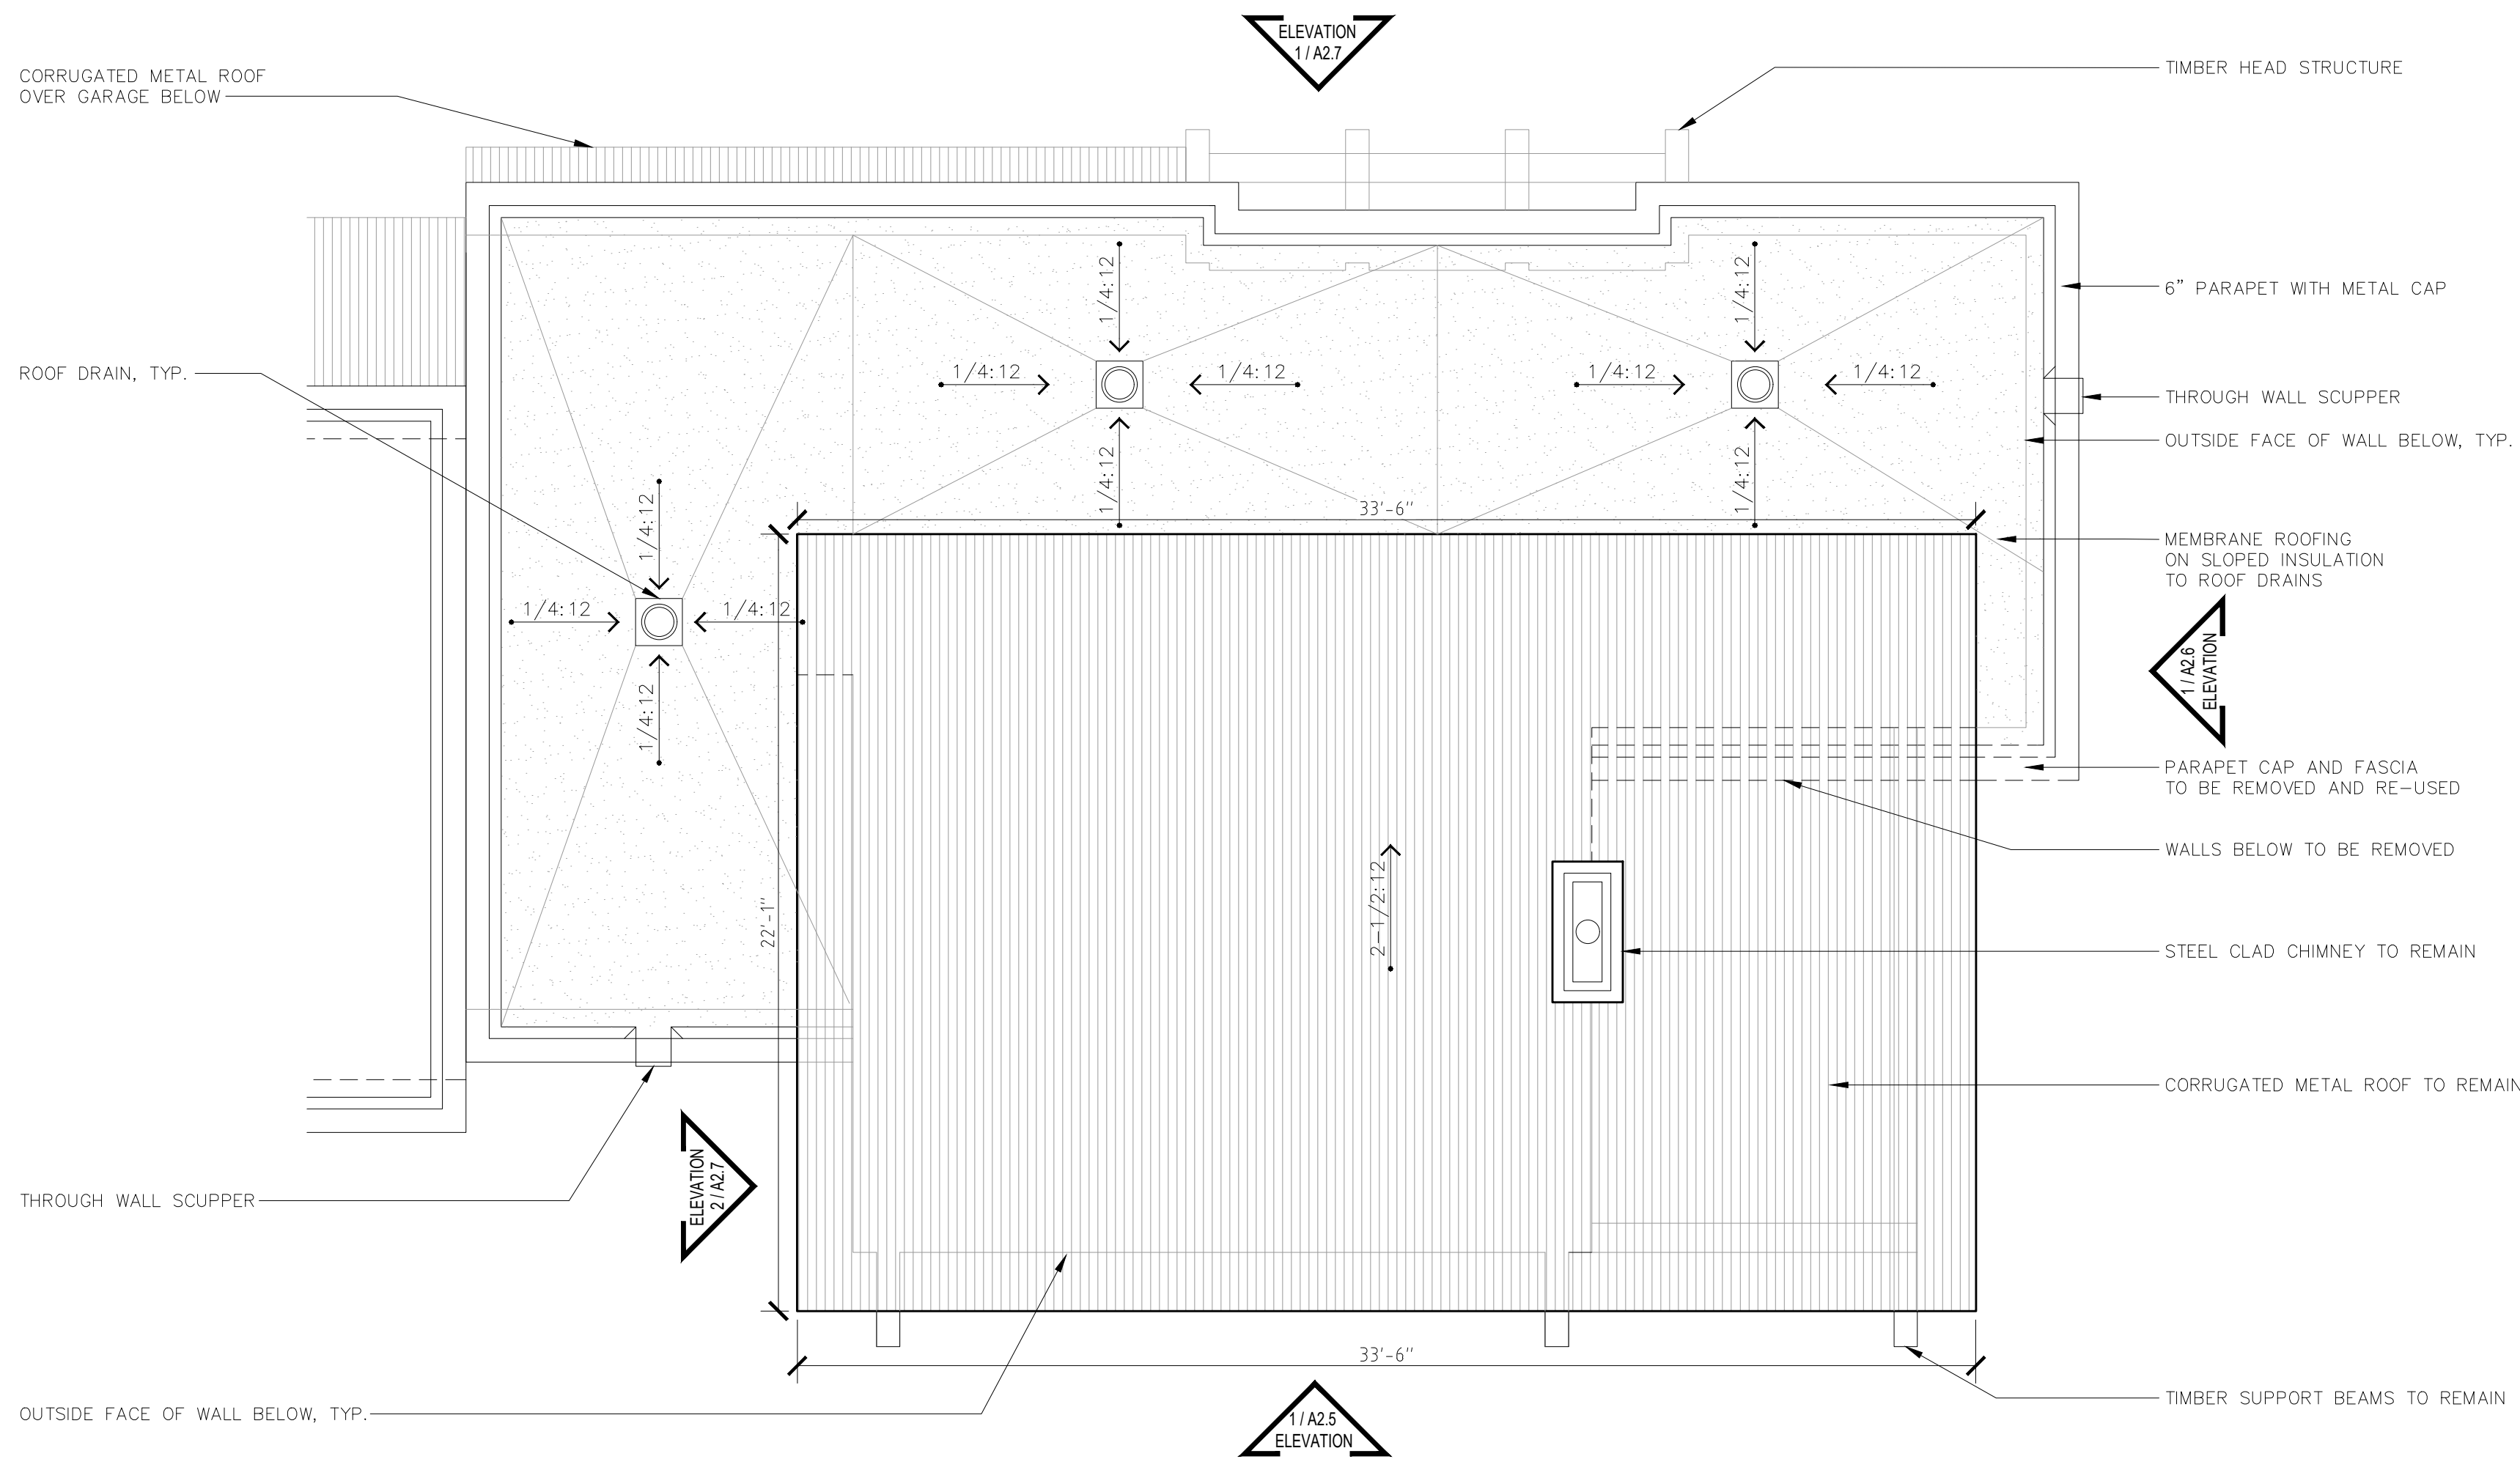 ELEVATION
1 / A2.7
CORRUGATED METAL ROOF
OVER GARAGE BELOW
TIMBER HEAD STRUCTURE
6” PARAPET WITH METAL CAP
ROOF DRAIN, TYP.
THROUGH WALL SCUPPER
OUTSIDE FACE OF WALL BELOW, TYP.
1/4:12
1/4:12
1/4:12
1/4:12
1/4:12
1/4:12
1/4:12
1/4:12
33'-6"
MEMBRANE ROOFING
ON SLOPED INSULATION
TO ROOF DRAINS
1/4:12
1/4:12
1/4:12
1/4:12
1 / A2.6
ELEVATION
PARAPET CAP AND FASCIA
TO BE REMOVED AND RE-USED
WALLS BELOW TO BE REMOVED
22'-1"
2-1/2:12
STEEL CLAD CHIMNEY TO REMAIN
CORRUGATED METAL ROOF TO REMAIN
ELEVATION
2 / A2.7
THROUGH WALL SCUPPER
33'-6"
TIMBER SUPPORT BEAMS TO REMAIN
OUTSIDE FACE OF WALL BELOW, TYP.
1 / A2.5
ELEVATION